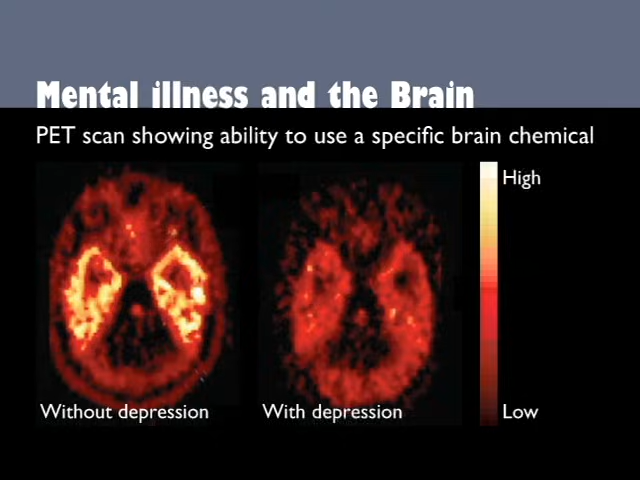 Mental illness and the Brain
PET scan showing ability to use a specific brain chemical
High
Without depression
With depression
Low